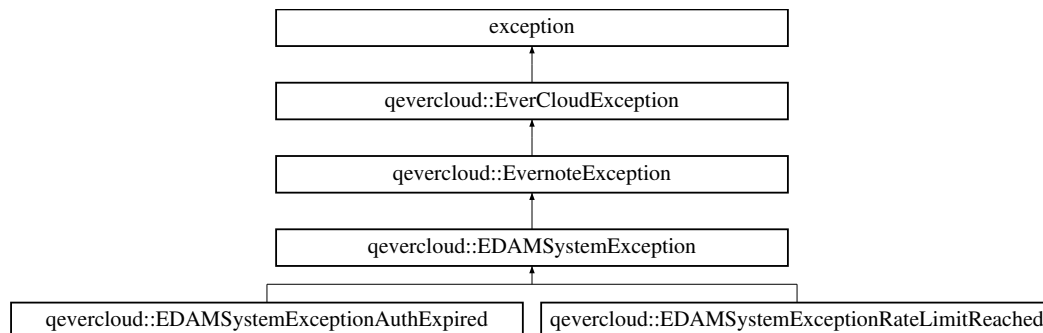 exception
qevercloud::EverCloudException
qevercloud::EvernoteException
qevercloud::EDAMSystemException
qevercloud::EDAMSystemExceptionAuthExpired
qevercloud::EDAMSystemExceptionRateLimitReached